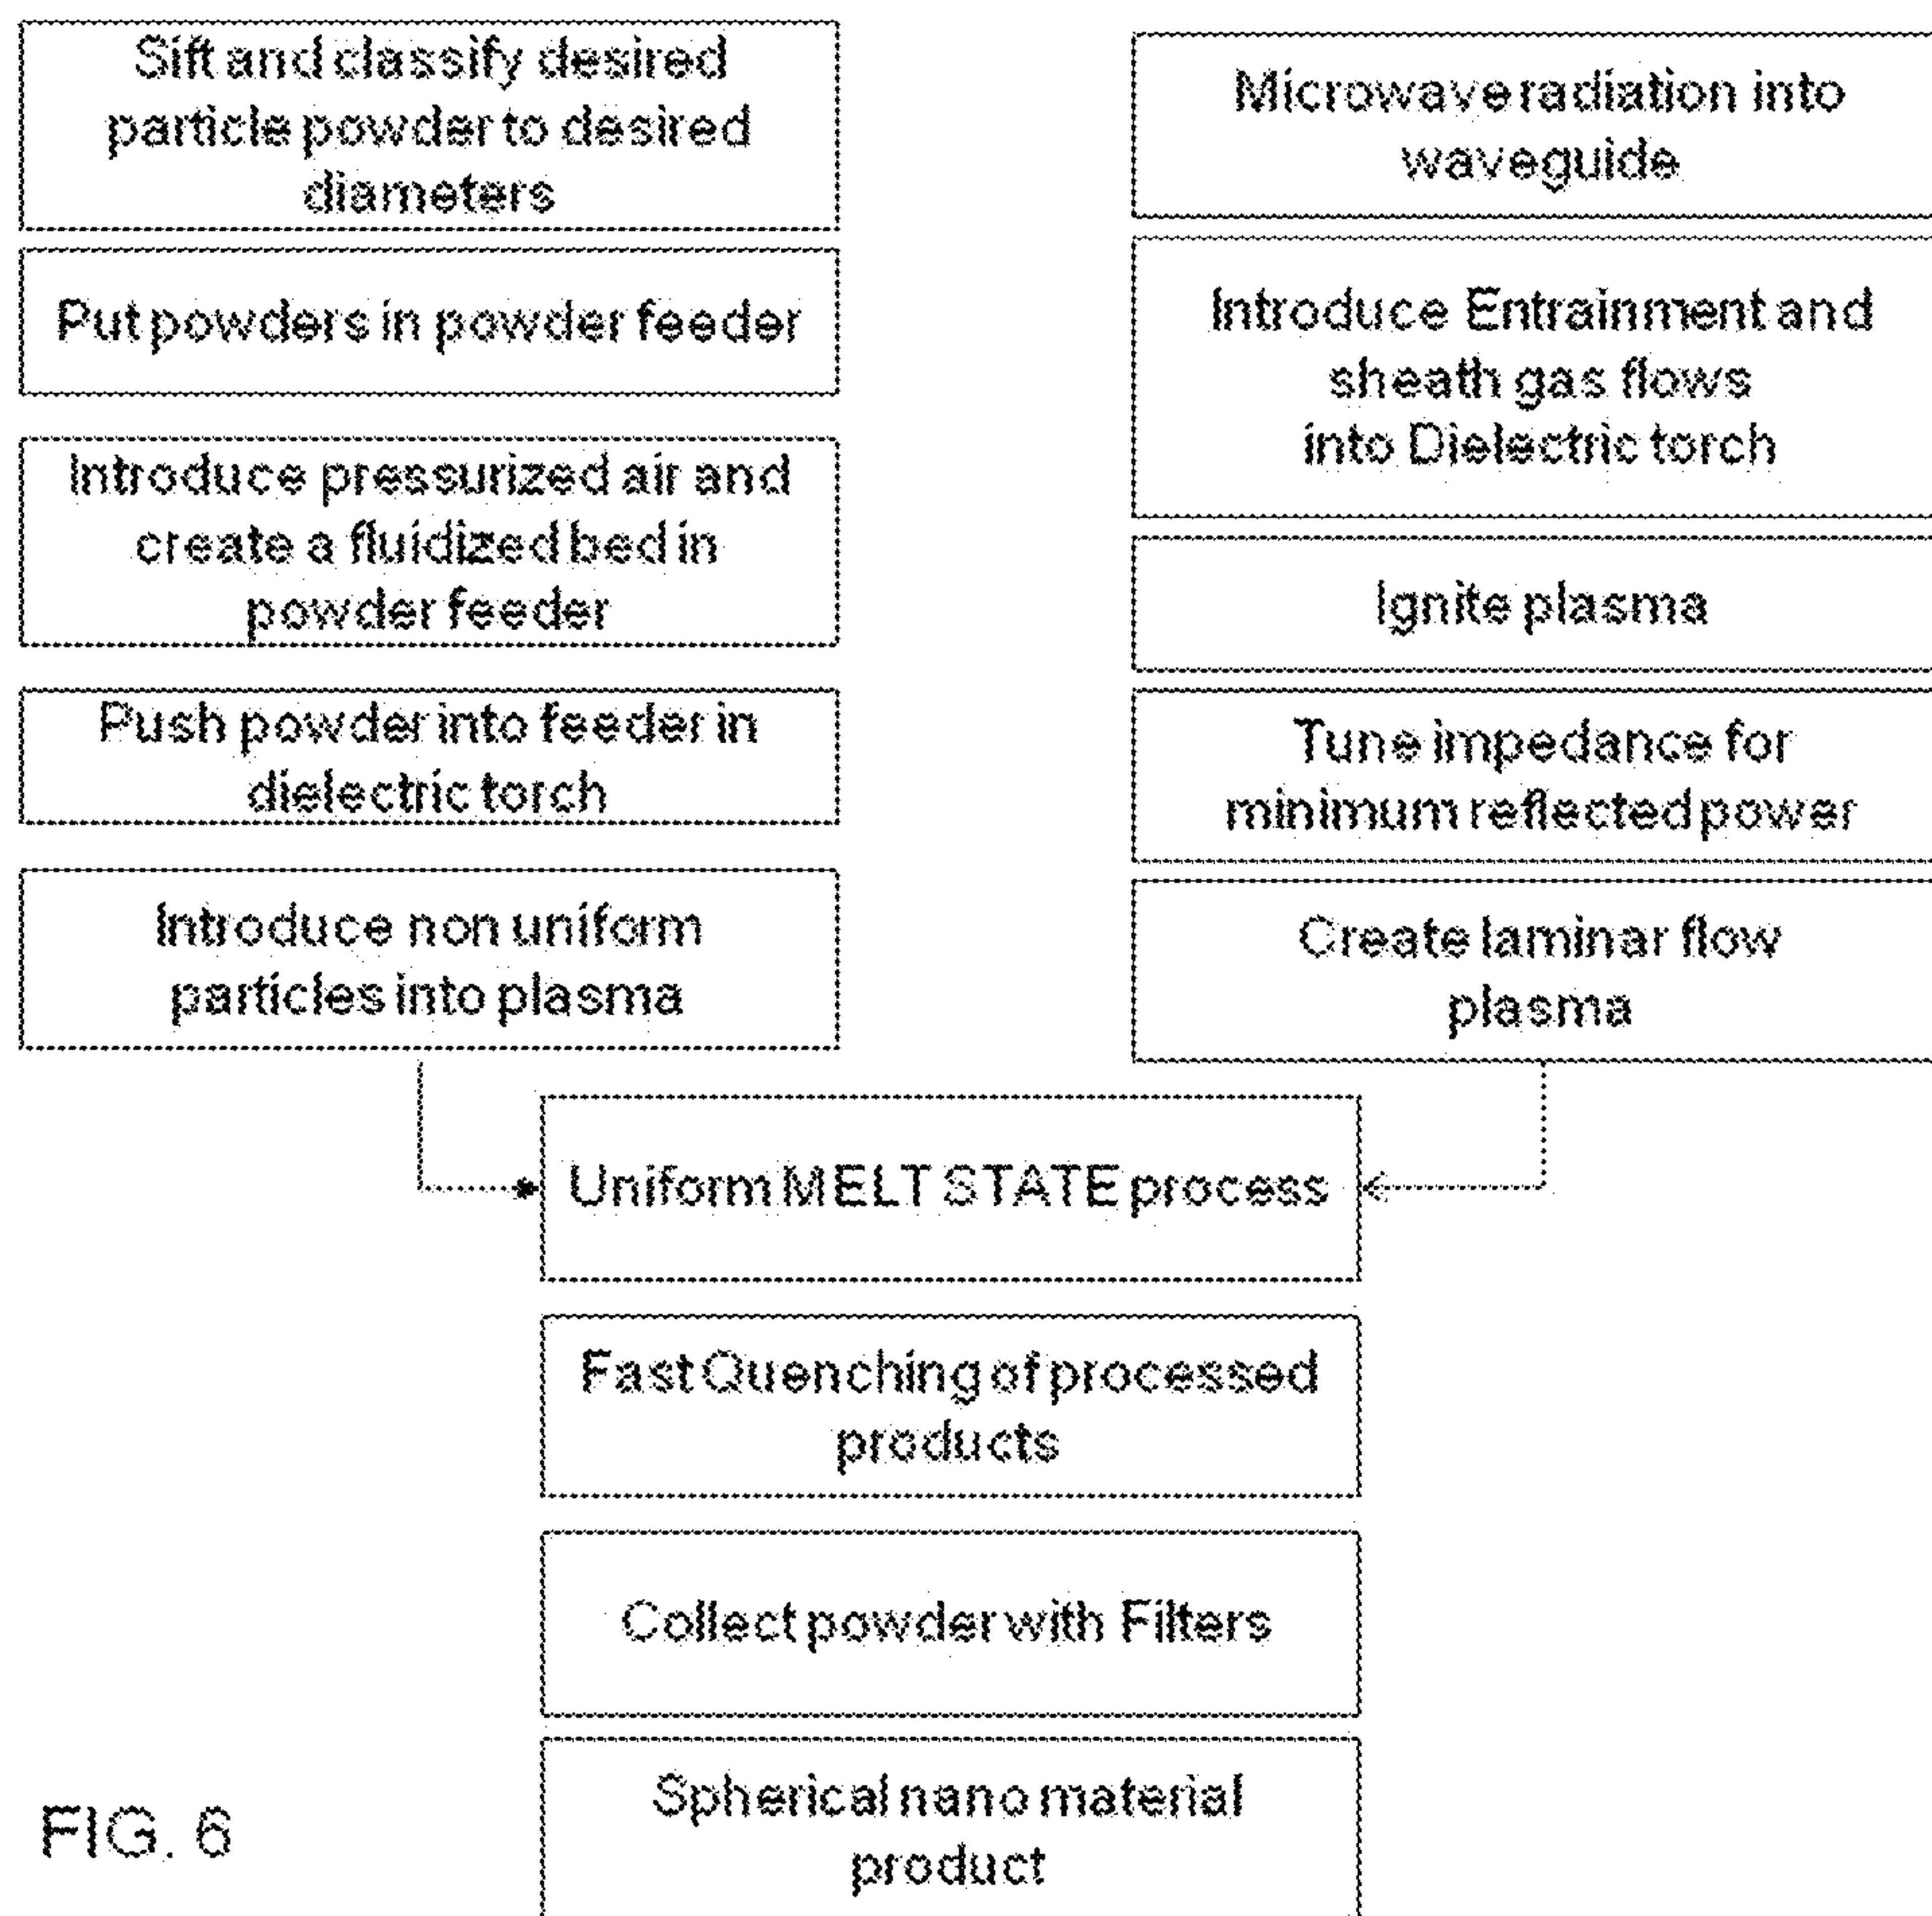 Sift and classify desired
particle powder to desired
diameters
Put powders in powder feeder
Introduce pressurized air and
create a fluidized bed in
powder feeder
Push powder into feeder in
dielectric torch
Introduce non uniform
particles into plasma
Microwave radiation into
waveguide
Introduce Entrainment and
sheath gas flows
into Dielectric torch
Ignite plasma
Tune impedance for
minimum reflected power
Create laminar flow
plasma
Uniform MELT STATE process
Fast Quenching of processed
products
Collect powder with Filters
Spherical nano material
product
FIG. 6